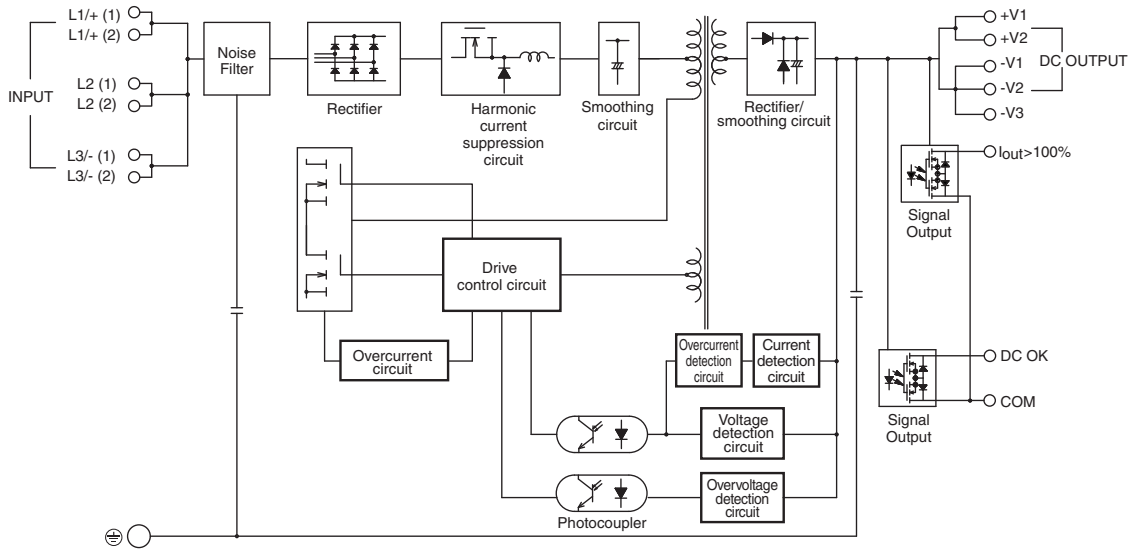 L1/+ (1)
L1/+ (2)
INPUT
L2 (1)
L2 (2)
L3/- (1)
L3/- (2)
Noise
Filter
Rectifier
Harmonic
current
suppression
circuit
Smoothing
circuit
Rectifier/
smoothing circuit
+V1
+V2
-V1
-V2
-V3
DC OUTPUT
Iout>100%
Signal
Output
Drive
control circuit
Overcurrent
circuit
Overcurrent
detection
circuit
Current
detection
circuit
DC OK
COM
Signal
Output
Voltage
detection
circuit
Overvoltage
detection
circuit
Photocoupler